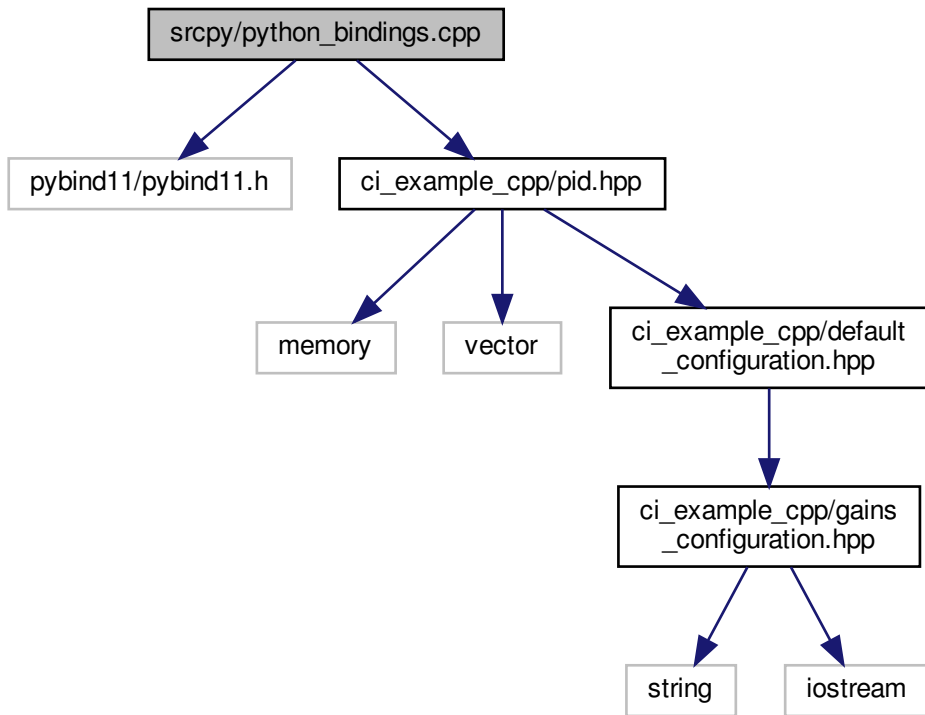 srcpy/python_bindings.cpp
pybind11/pybind11.h
ci_example_cpp/pid.hpp
memory
vector
ci_example_cpp/default
_configuration.hpp
ci_example_cpp/gains
_configuration.hpp
string
iostream